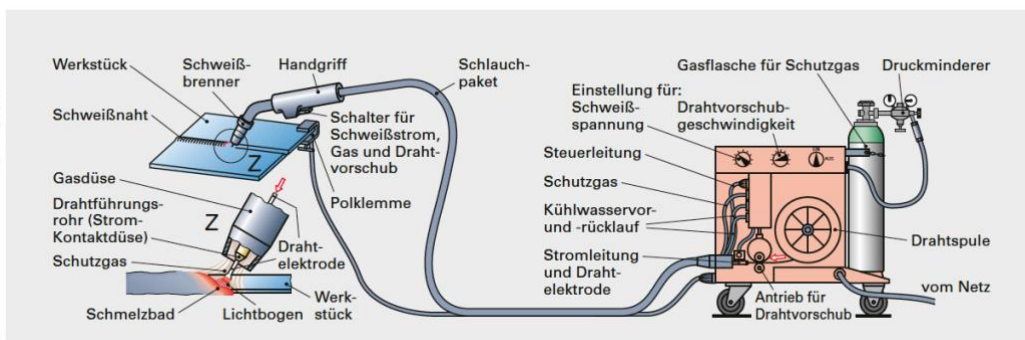 Werkstück
Schweiß-
brenner
Handgriff
Schlauch-
paket
Schweißnaht
Schalter für
Schweißstrom,
Gas und Draht-
vorschub
Z
Polklemme
Gasdüse
Drahtführungs-
rohr (Strom-
Kontaktdüse)
Z
Schutzgas
Draht-
elektrode
Schmelzbad
Lichtbogen
Werk-
stück
Gasflasche für Schutzgas
Druckminderer
Einstellung für:
Schweiß-
spannung
Drahtvorschub-
geschwindigkeit
Steuerleitung
Schutzgas
Kühlwasservor-
und -rücklauf
Stromleitung
und Draht-
elektrode
Drahtspule
Antrieb für
Drahtvorschub
vom Netz